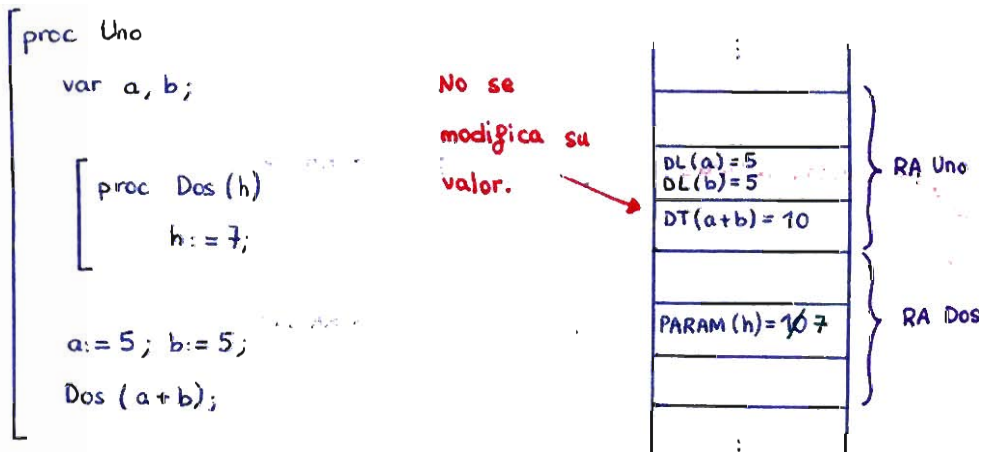 proc Uno
var a, b;
proc Dos (h)
h := 7;
a := 5; b := 5;
Dos (a + b);
No se
modifica su
valor.
⋮
DL(a) = 5
DL(b) = 5
DT(a+b) = 10
RA Uno
PARAM(h) = 10 7
RA Dos
⋮